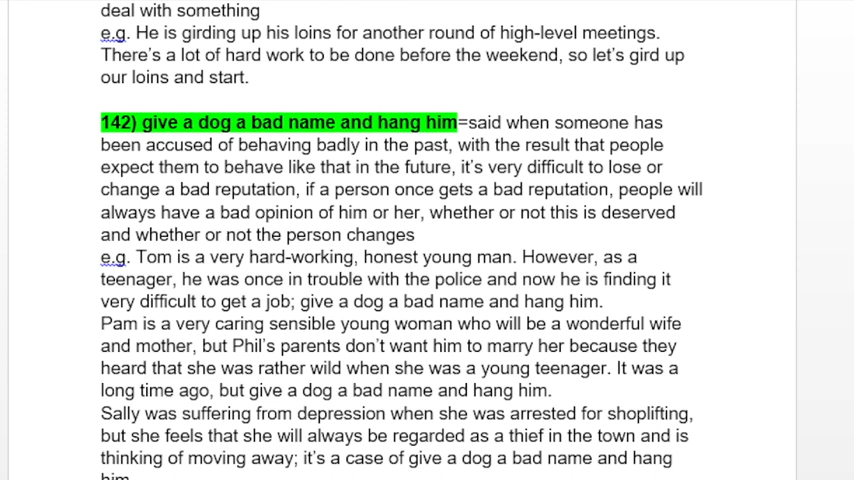 deal with something
e.g. He is girding up his loins for another round of high-level meetings.
There’s a lot of hard work to be done before the weekend, so let’s gird up
our loins and start.
142) give a dog a bad name and hang him=said when someone has
been accused of behaving badly in the past, with the result that people
expect them to behave like that in the future, it’s very difficult to lose or
change a bad reputation, if a person once gets a bad reputation, people will
always have a bad opinion of him or her, whether or not this is deserved
and whether or not the person changes
e.g. Tom is a very hard-working, honest young man. However, as a
teenager, he was once in trouble with the police and now he is finding it
very difficult to get a job; give a dog a bad name and hang him.
Pam is a very caring sensible young woman who will be a wonderful wife
and mother, but Phil’s parents don’t want him to marry her because they
heard that she was rather wild when she was a young teenager. It was a
long time ago, but give a dog a bad name and hang him.
Sally was suffering from depression when she was arrested for shoplifting,
but she feels that she will always be regarded as a thief in the town and is
thinking of moving away; it’s a case of give a dog a bad name and hang
him